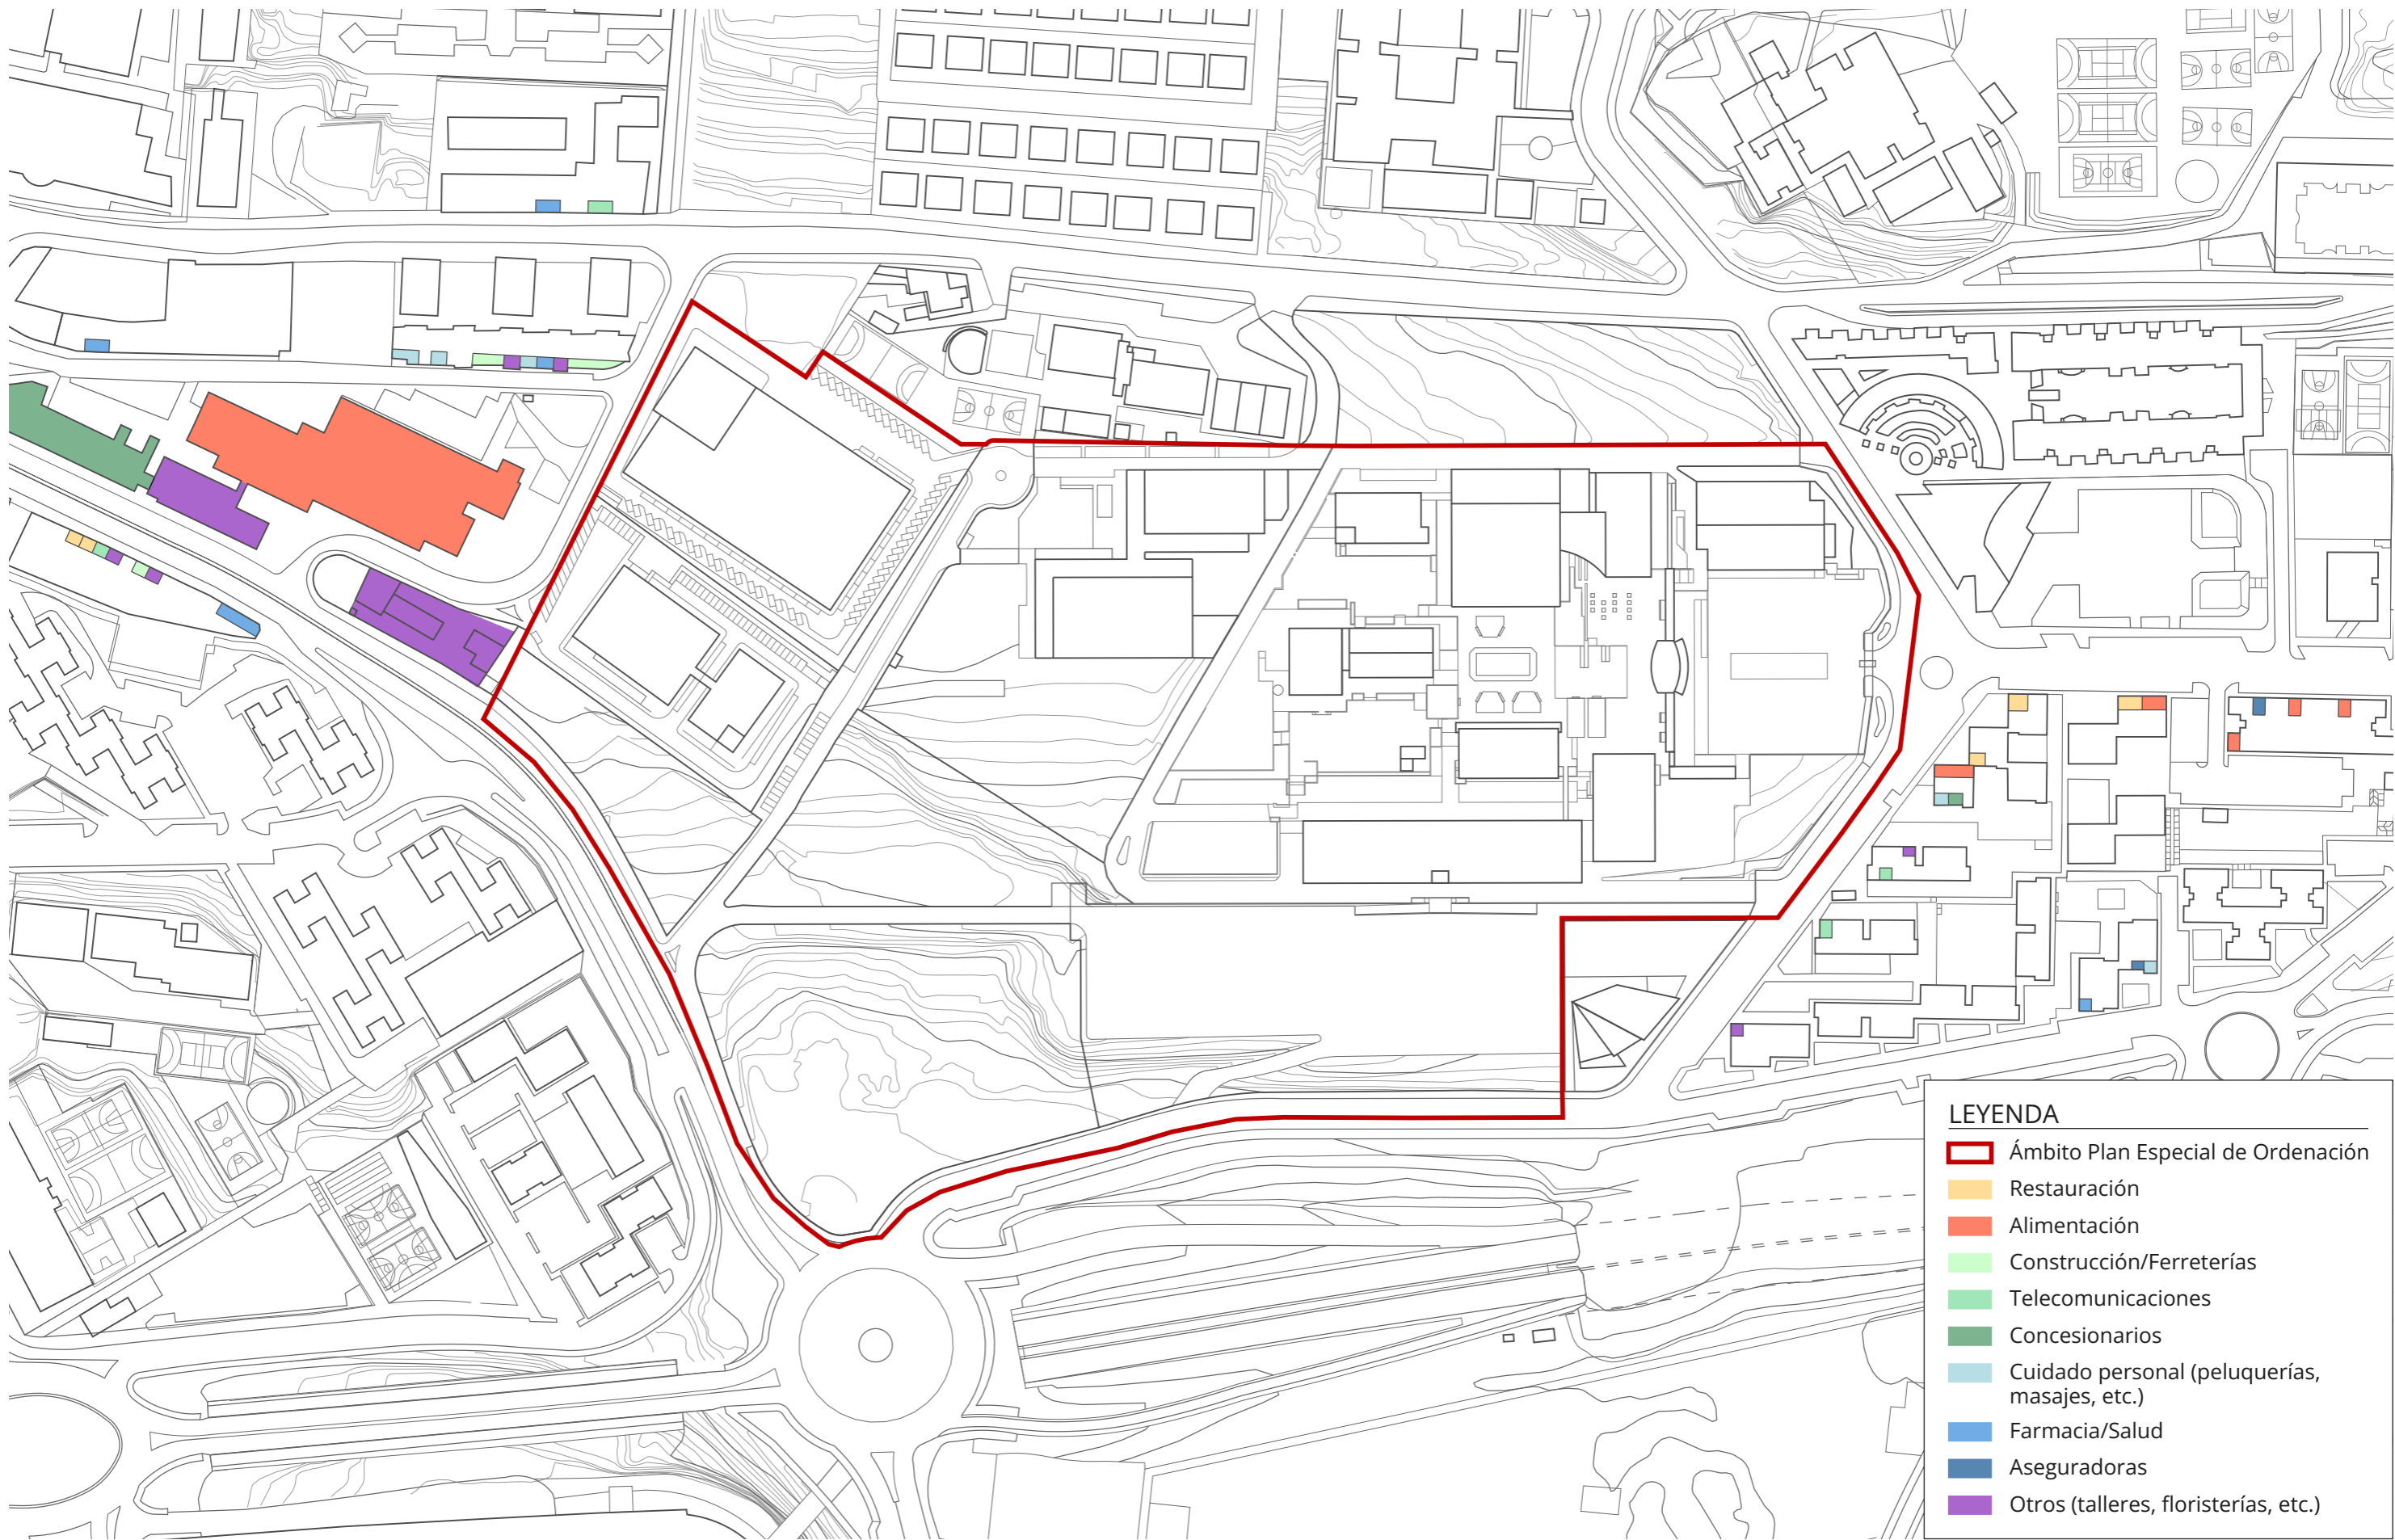 LEYENDA
Ámbito Plan Especial de Ordenación
Restauración
Alimentación
Construcción/Ferreterías
Telecomunicaciones
Concesionarios
Cuidado personal (peluquerías,
masajes, etc.)
Farmacia/Salud
Aseguradoras
Otros (talleres, floristerías, etc.)